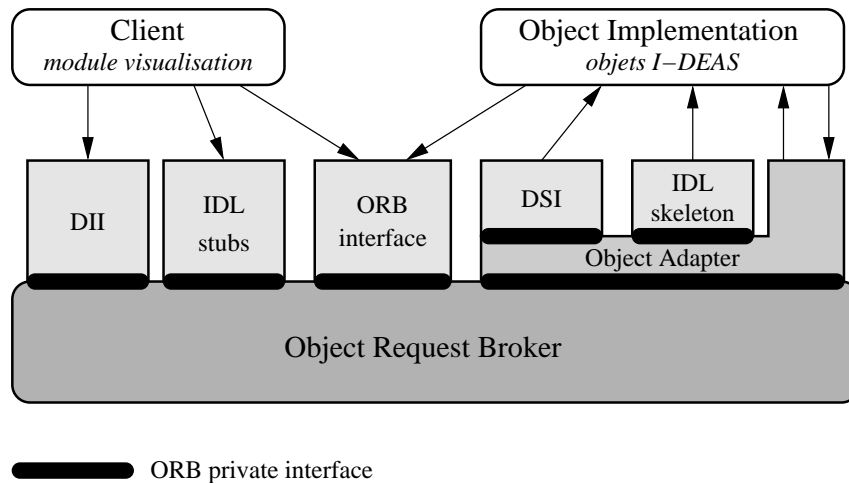 Client
module visualisation
Object Implementation
objets I−DEAS
DII
IDL
stubs
ORB
interface
DSI
IDL
skeleton
Object Adapter
Object Request Broker
ORB private interface